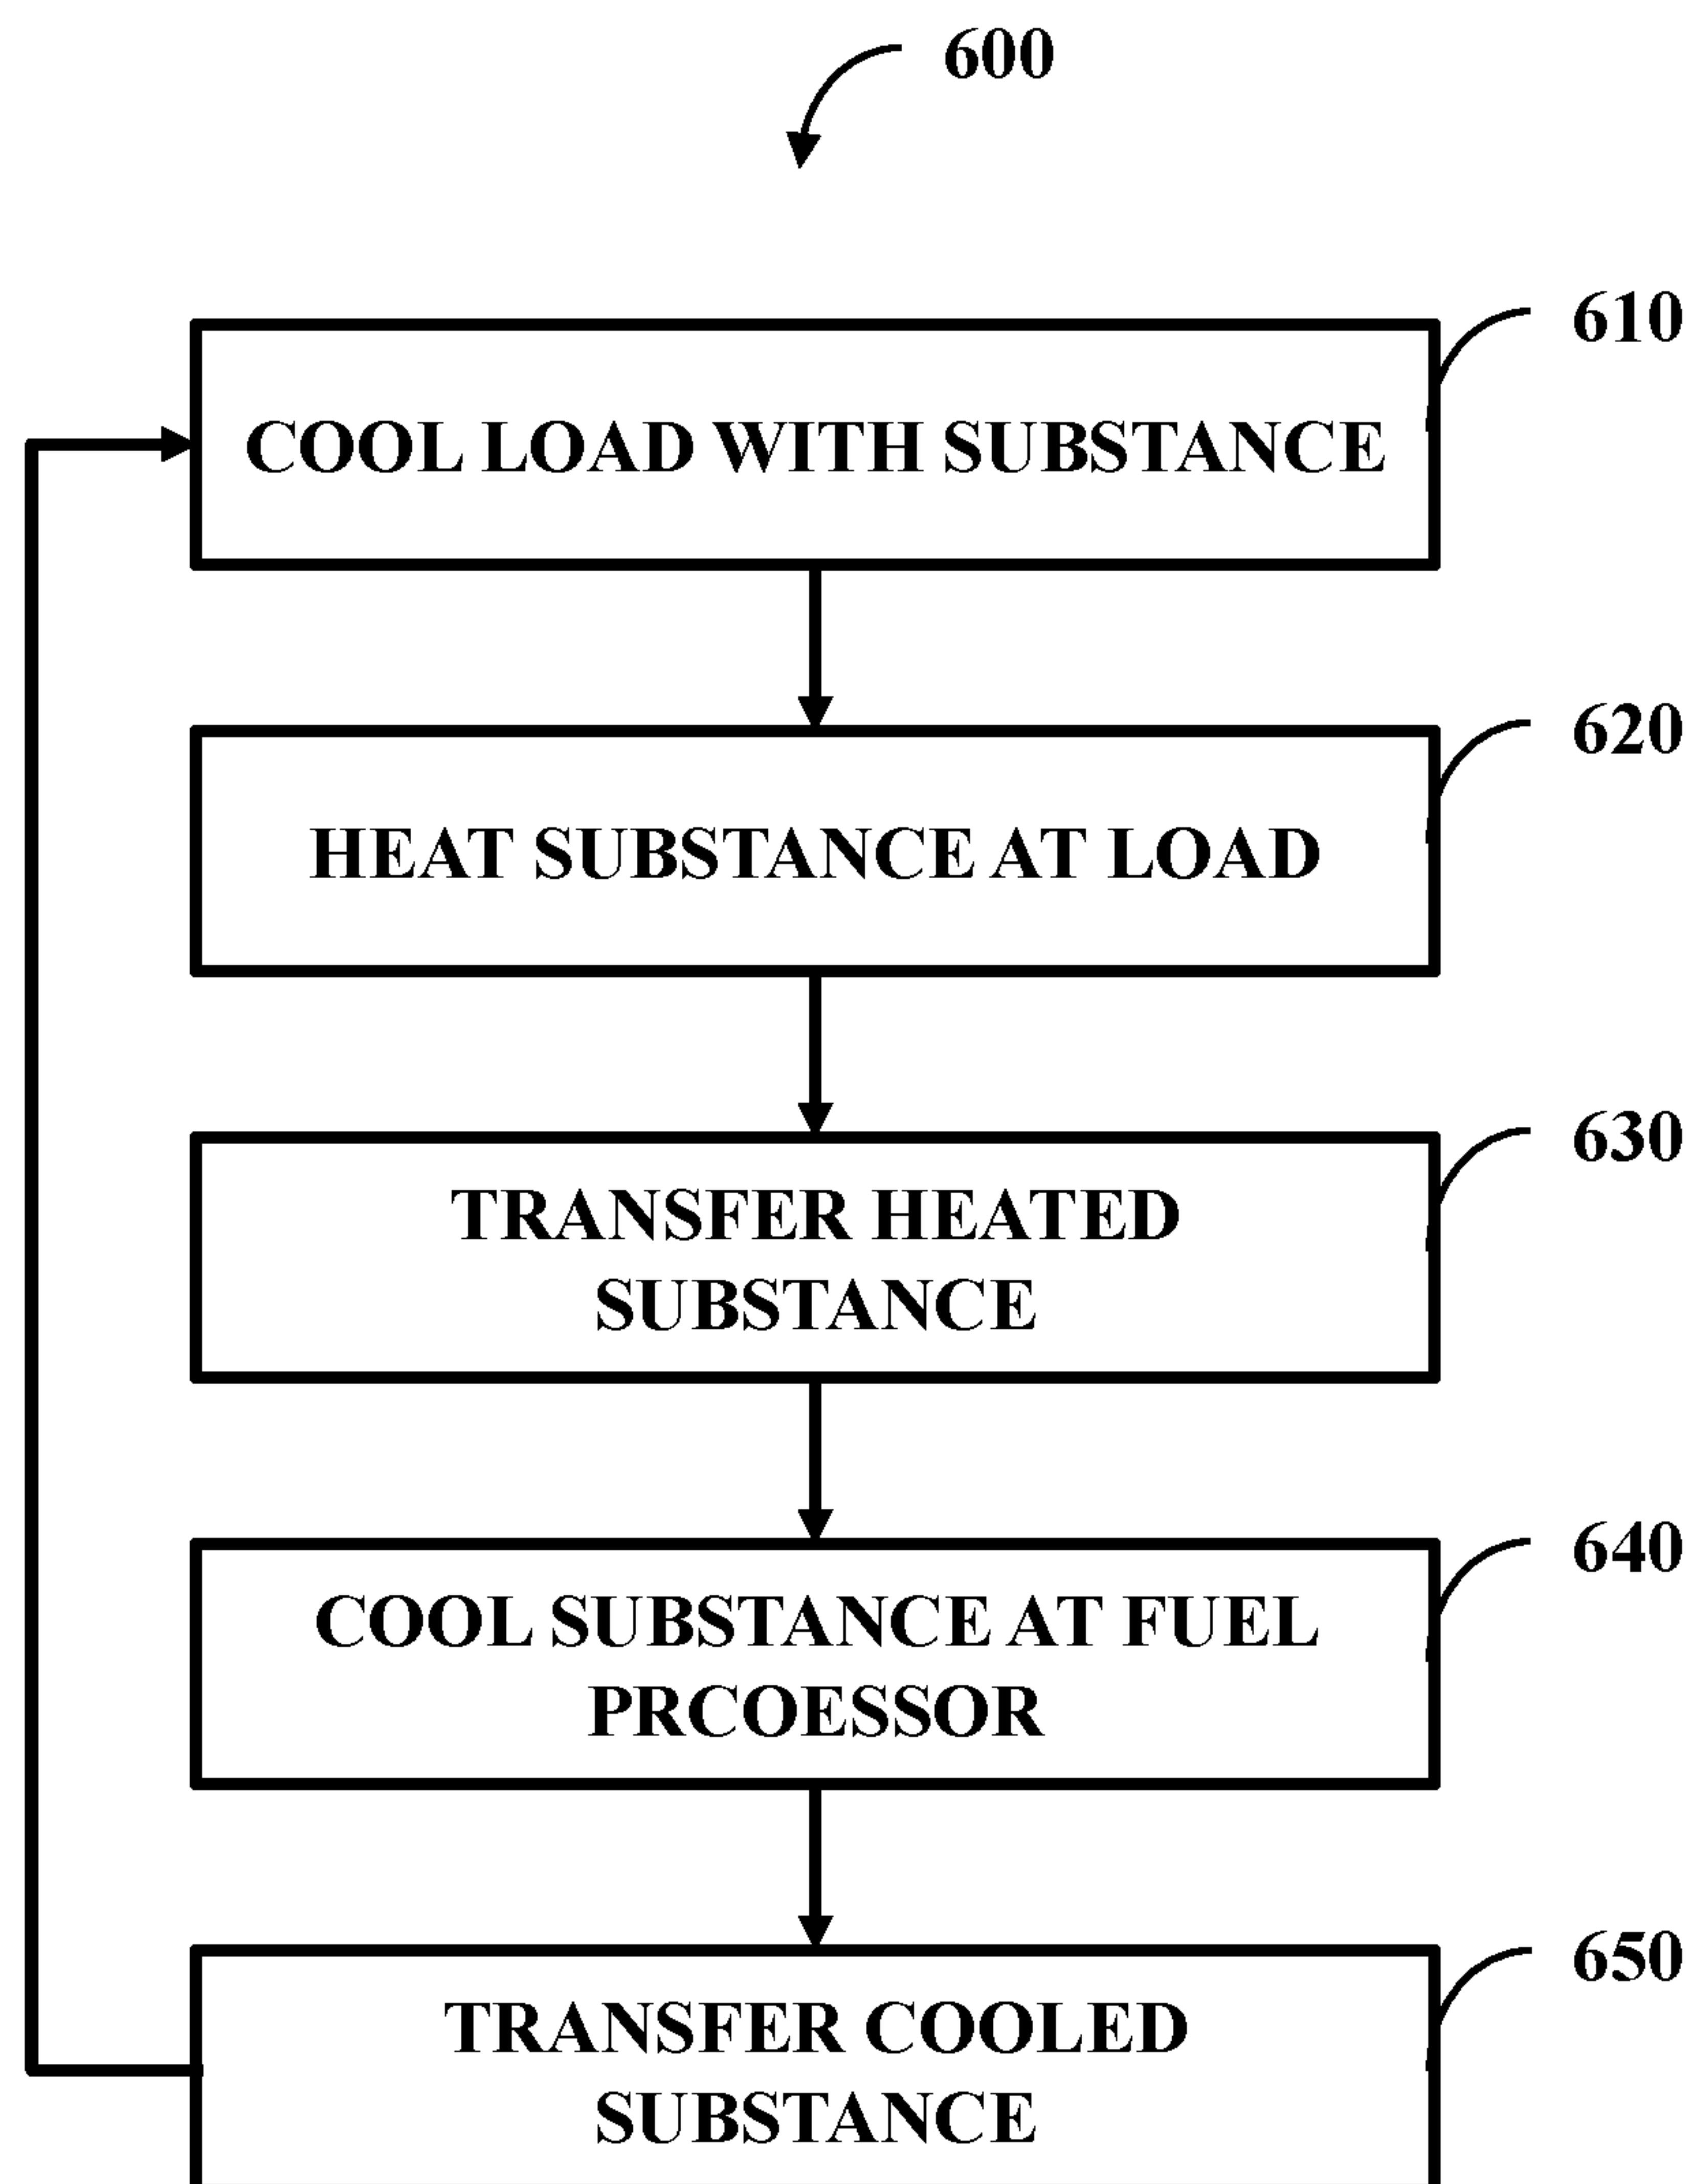 600
610
COOL LOAD WITH SUBSTANCE
620
HEAT SUBSTANCE AT LOAD
630
TRANSFER HEATED
SUBSTANCE
640
COOL SUBSTANCE AT FUEL
PRCOESSOR
650
TRANSFER COOLED
SUBSTANCE